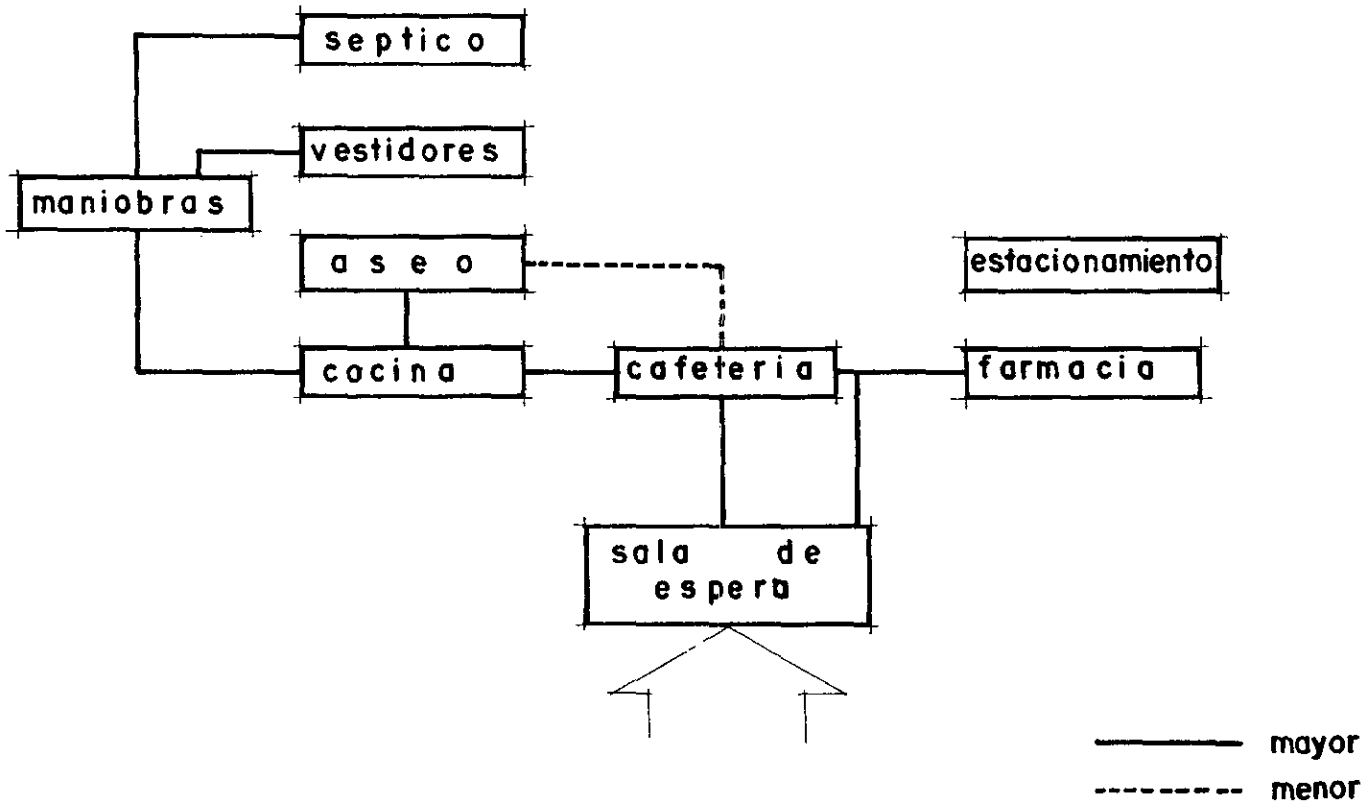 septico
vestidores
maniobras
aseo
estacionamiento
cocina
cafeteria
farmacia
sala de
espera
mayor
menor